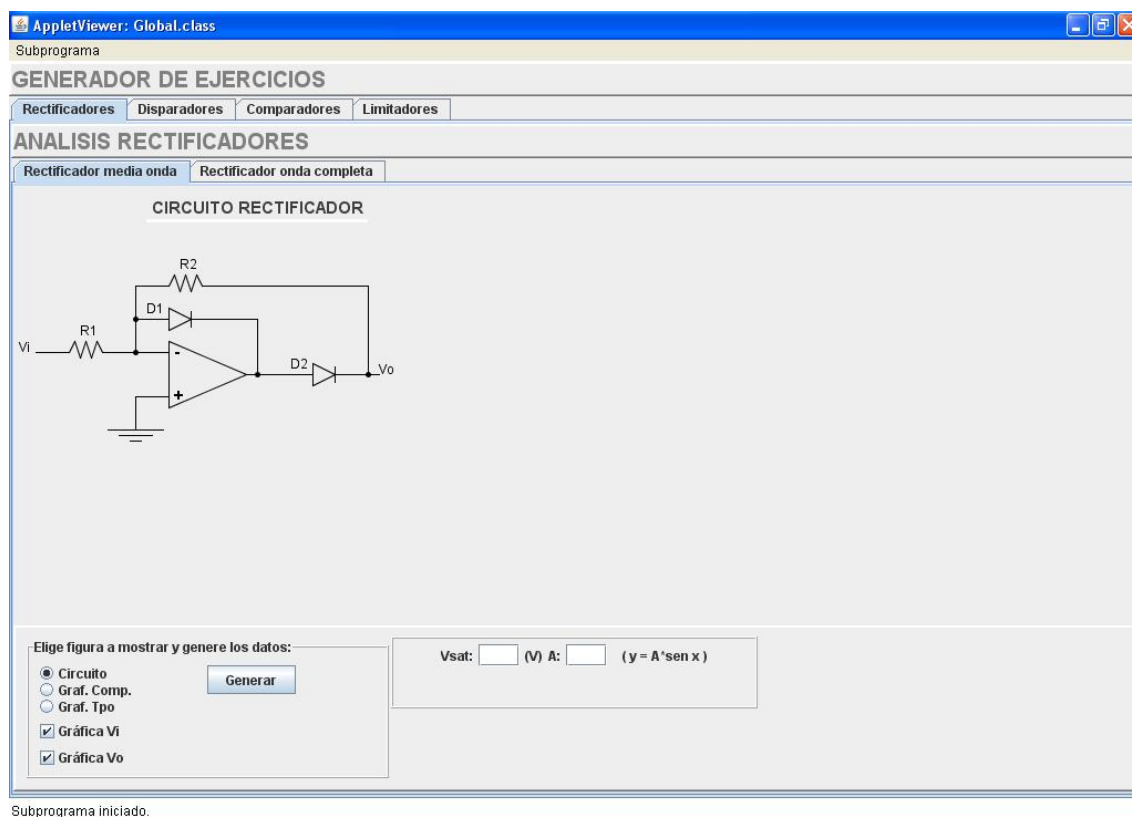 AppletViewer: Global.class
Subprograma
GENERADOR DE EJERCICIOS
Rectificadores Disparadores Comparadores Limitadores
ANALISIS RECTIFICADORES
Rectificador media onda Rectificador onda completa
CIRCUITO RECTIFICADOR
R2
D1
R1
Vi
-
D2
Vo
+
Elige figura a mostrar y genere los datos:
Vsat: (V) A: ( y = A*sen x )
Circuito
Generar
Graf. Comp.
Graf. Tpo
Gráfica Vi
Gráfica Vo
Subprograma iniciado.